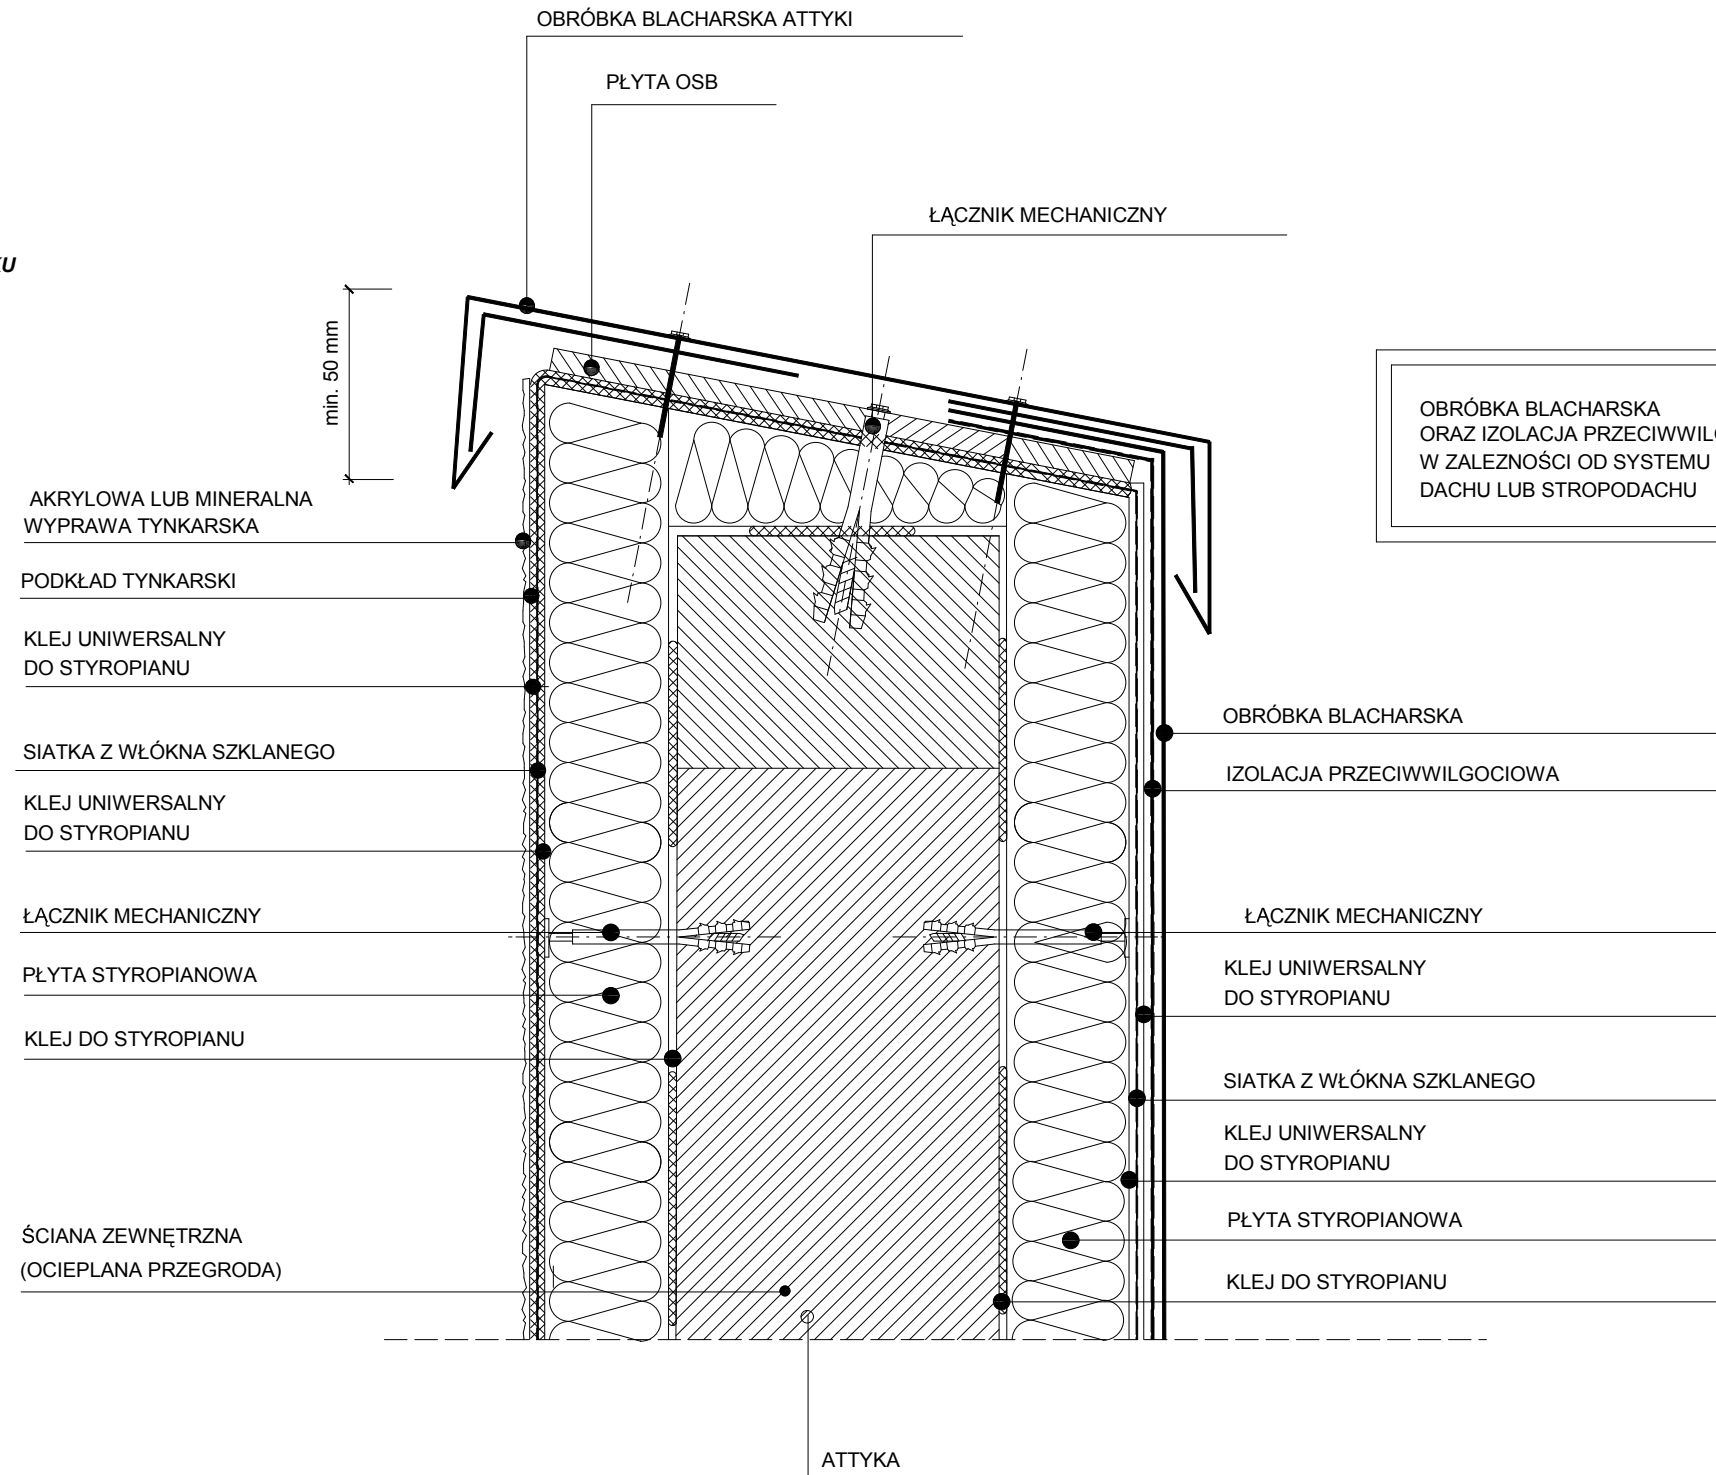 OBRÓBKA BLACHARSKA ATTYKI
PŁYTA OSB
ŁĄCZNIK MECHANICZNY
min. 50 mm
OBRÓBKA BLACHARSKA
ORAZ IZOLACJA
W ZALEZNOŚCI OD SYSTEMU
DACHU LUB STROPODACHU
AKRYLOWA LUB MINERALNA
WYPRAWA TYNKARSKA
PODKŁAD TYNKARSKI
KLEJ UNIWERSALNY
DO STYROPIANU
SIATKA Z WŁÓKNA SZKLANEGO
KLEJ UNIWERSALNY
DO STYROPIANU
ŁĄCZNIK MECHANICZNY
PŁYTA STYROPIANOWA
KLEJ DO STYROPIANU
ŚCIANA ZEWNĘTRZNA
(OCIEPLANA PRZEGRODA)
OBRÓBKA BLACHARSKA
IZOLACJA PRZECIWWILGOCIOWA
ŁĄCZNIK MECHANICZNY
KLEJ UNIWERSALNY
DO STYROPIANU
SIATKA Z WŁÓKNA SZKLANEGO
KLEJ UNIWERSALNY
DO STYROPIANU
PŁYTA STYROPIANOWA
KLEJ DO STYROPIANU
ATTYKA